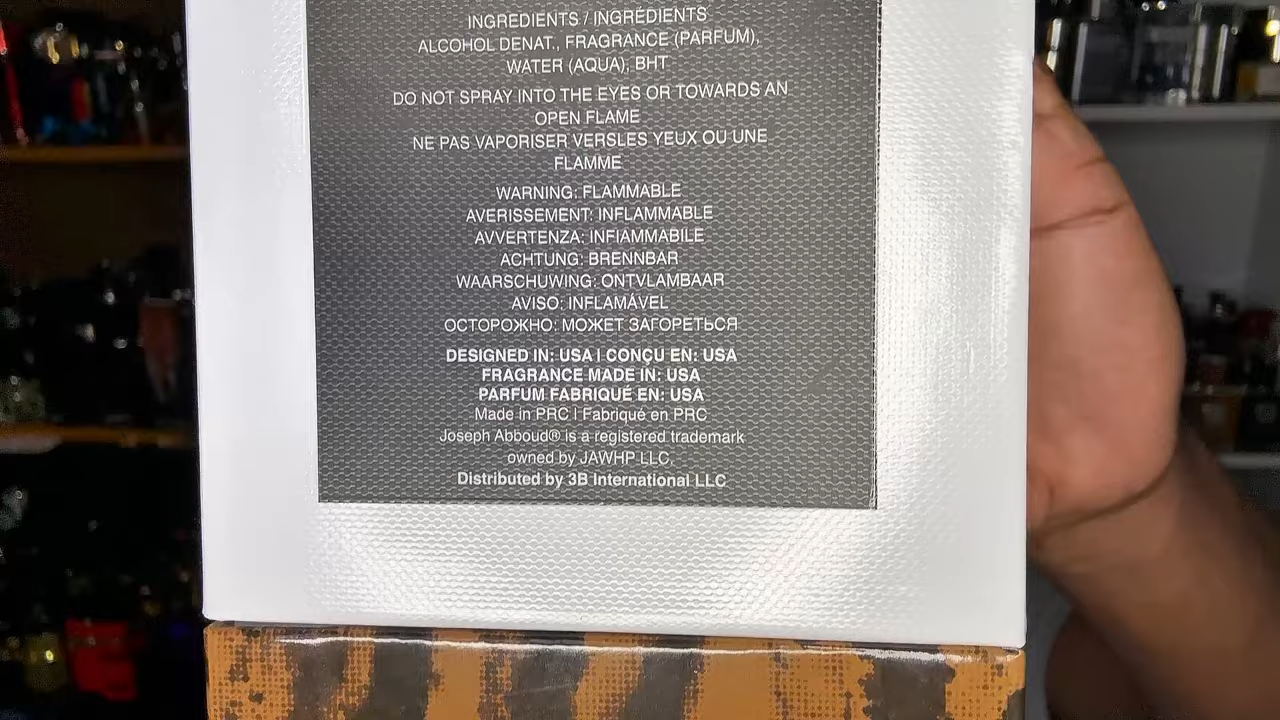 INGREDIENTS / INGRÉDIENTS
ALCOHOL DENAT., FRAGRANCE (PARFUM),
WATER (AQUA), BHT
DO NOT SPRAY INTO THE EYES OR TOWARDS AN
OPEN FLAME
NE PAS VAPORISER VERSLES YEUX OU UNE
FLAMME
WARNING: FLAMMABLE
AVERISSEMENT: INFLAMMABLE
AVVERTENZA: INFIAMMABILE
ACHTUNG: BRENNBAR
WAARSCHUWING: ONTVLAMBAAR
AVISO: INFLAMÁVEL
ОСТОРОЖНО: МОЖЕТ ЗАГОРЕТЬСЯ
DESIGNED IN: USA | CONÇU EN: USA
FRAGRANCE MADE IN: USA
PARFUM FABRIQUÉ EN: USA
Made in PRC | Fabriqué en PRC
Joseph Abboud® is a registered trademark
owned by JAWHP LLC.
Distributed by 3B International LLC